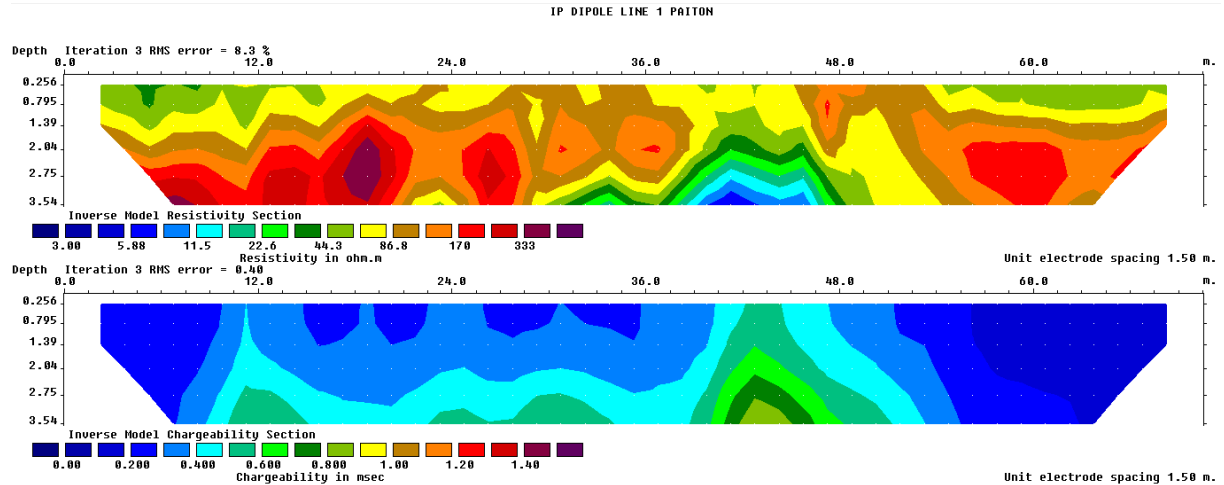 IP DIPOLE LINE 1 PAITON
Depth Iteration 3 RMS error = 8.3 %
0.0 12.0 24.0 36.0 48.0 60.0 m.
0.256
0.795
1.39
2.04
2.75
3.54
Inverse Model Resistivity Section
3.00 5.88 11.5 22.6 44.3 86.8 170 333
Resistivity in ohm.m
Unit electrode spacing 1.50 m.
Depth Iteration 3 RMS error = 0.40
0.0 12.0 24.0 36.0 48.0 60.0 m.
0.256
0.795
1.39
2.04
2.75
3.54
Inverse Model Chargeability Section
0.00 0.200 0.400 0.600 0.800 1.00 1.20 1.40
Chargeability in msec
Unit electrode spacing 1.50 m.